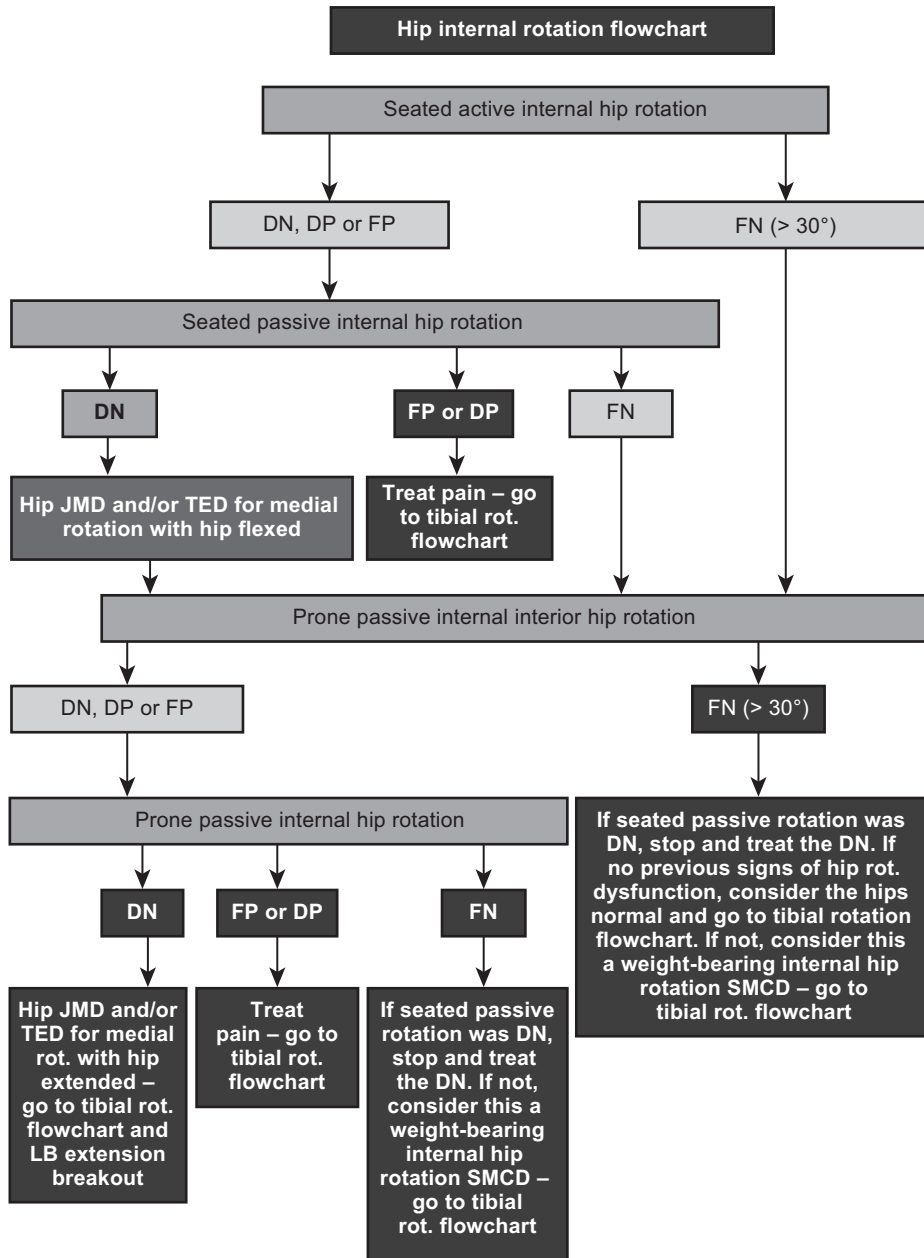 Hip internal rotation flowchart
Seated active internal hip rotation
DN, DP or FP
FN (> 30°)
Seated passive internal hip rotation
DN
FP or DP
FN
Hip JMD and/or TED for medial
rotation with hip flexed
Treat pain – go
to tibial rot.
flowchart
Prone passive internal interior hip rotation
DN, DP or FP
FN (> 30°)
Prone passive internal hip rotation
DN
FP or DP
FN
Hip JMD and/or
TED for medial
rot. with hip
extended –
go to tibial rot.
flowchart and
LB extension
breakout
Treat
pain – go to
tibial rot.
flowchart
If seated passive
rotation was DN,
stop and treat
the DN. If not,
consider this a
weight-bearing
internal hip
rotation SMCD –
go to tibial
rot. flowchart
If seated passive rotation was
DN, stop and treat the DN. If
no previous signs of hip rot.
dysfunction, consider the hips
normal and go to tibial rotation
flowchart. If not, consider this
a weight-bearing internal hip
rotation SMCD – go to
tibial rot. flowchart